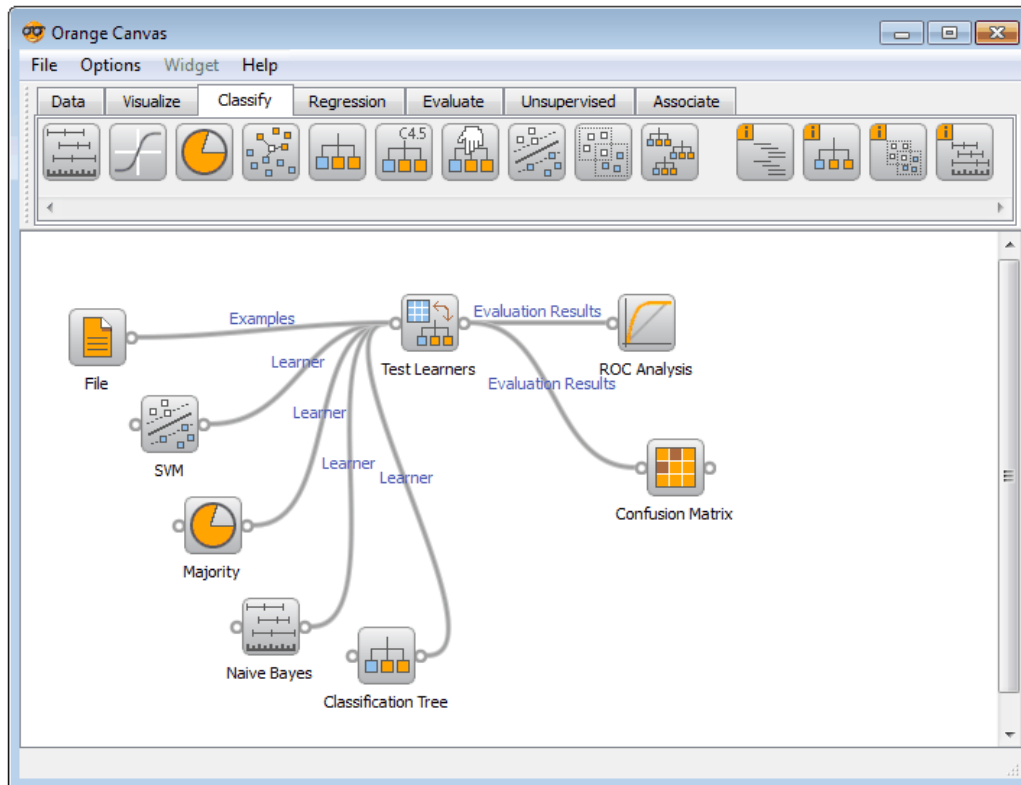 Orange Canvas
File Options Widget Help
Data Visualize Classify Regression Evaluate Unsupervised Associate
C4.5
i i i i
Examples
Evaluation Results
File
Learner
Test Learners
ROC Analysis
Evaluation Results
Learner
SVM
Learner
Learner
Confusion Matrix
Majority
Naive Bayes
Classification Tree